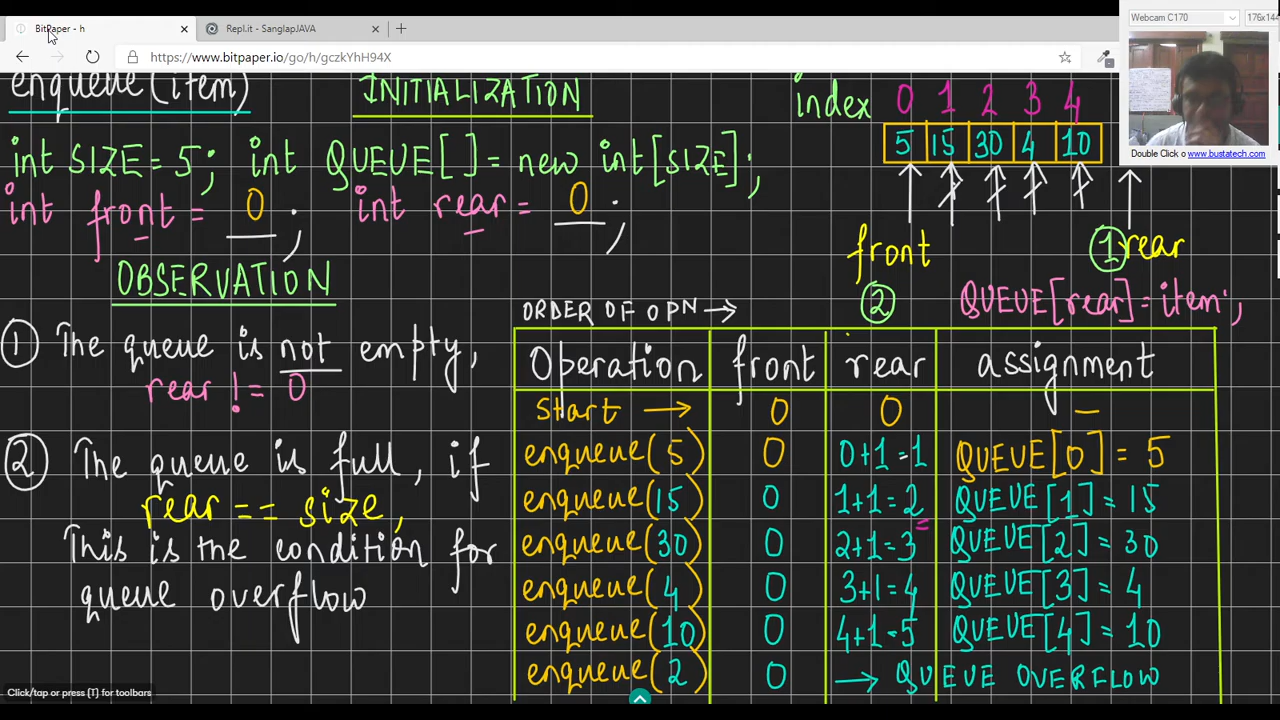 BitPaper - h
Repl.it - SanglapJAVA
Webcam C170
176x144
https://www.bitpaper.io/go/h/gczkYhH94X
Double Click o www.bustatech.com
enqueue(item)
INITIALIZATION
index 0 1 2 3 4
5 15 30 4 10
int SIZE = 5; int QUEUE[] = new int[SIZE];
int front = 0; int rear = 0;
front
1 rear
2
QUEUE[rear] = item;
OBSERVATION
1 The queue is not empty,
rear != 0
2 The queue is full, if
rear == size,
This is the condition for
queue overflow
ORDER OF OPN →
Operation front rear assignment
Start → 0 0 —
enqueue(5) 0 0+1=1 QUEUE[0] = 5
enqueue(15) 0 1+1=2 QUEUE[1] = 15
enqueue(30) 0 2+1=3 QUEUE[2] = 30
enqueue(4) 0 3+1=4 QUEUE[3] = 4
enqueue(10) 0 4+1=5 QUEUE[4] = 10
enqueue(2) 0 → QUEUE OVERFLOW
Click/tap or press (T) for toolbars